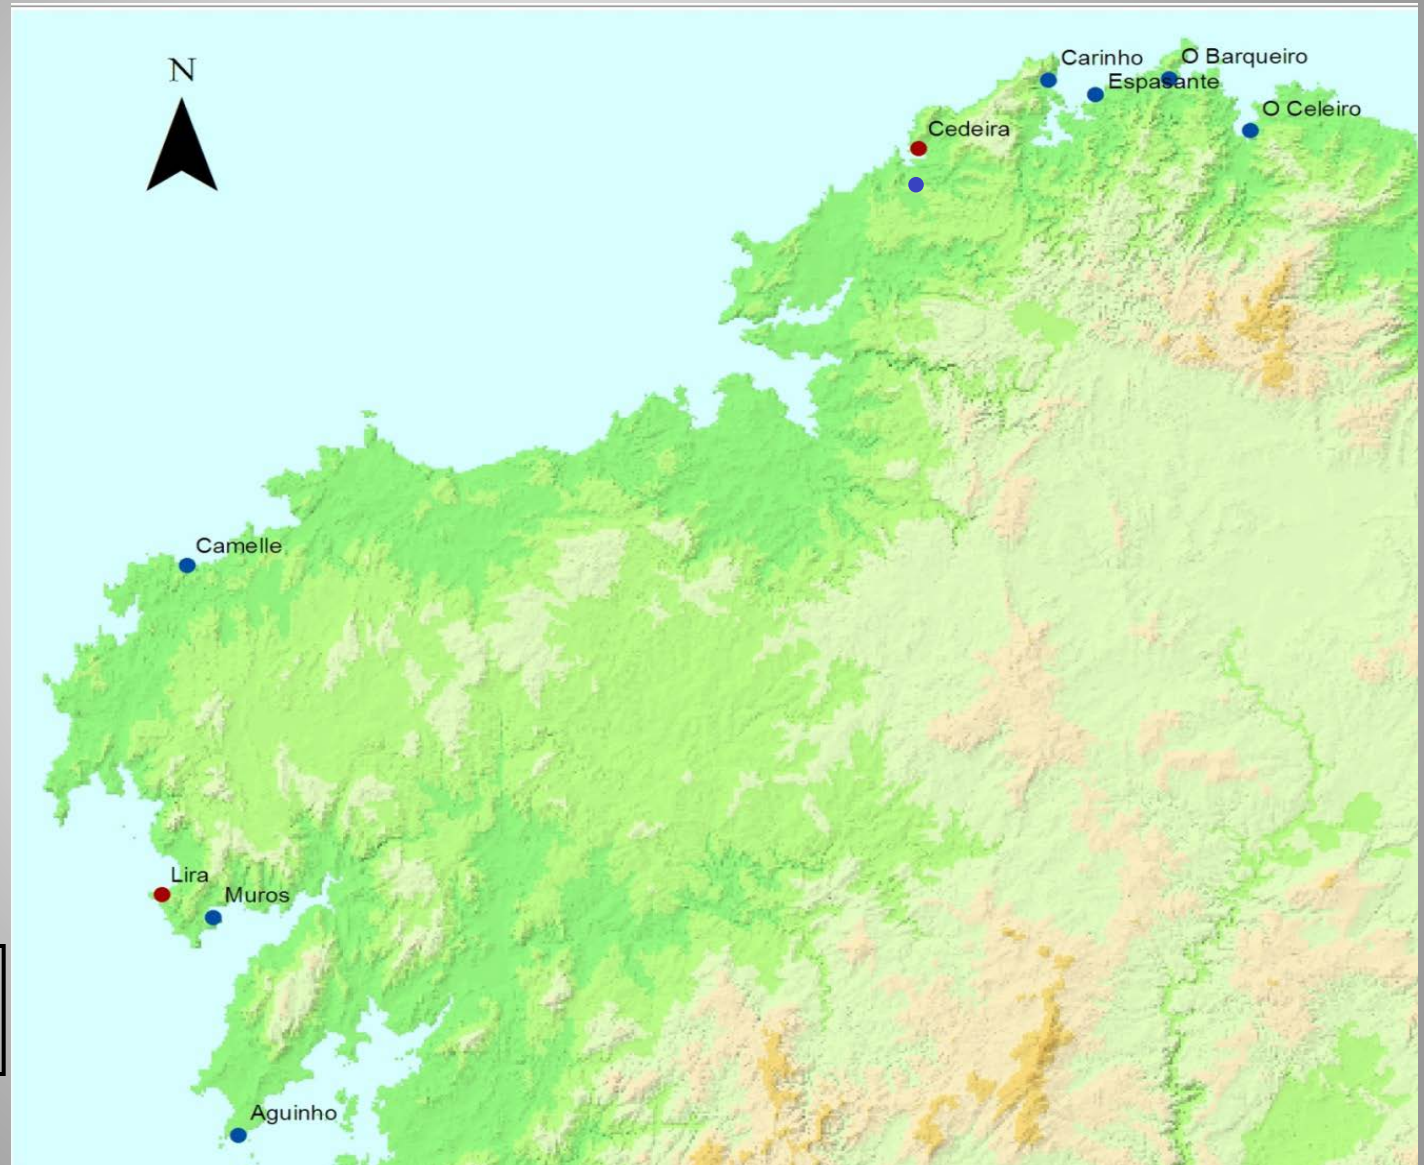 N
Carinho
O Barqueiro
Espasante
O Celeiro
Cedeira
Camelle
Lira
Muros
Aguinho